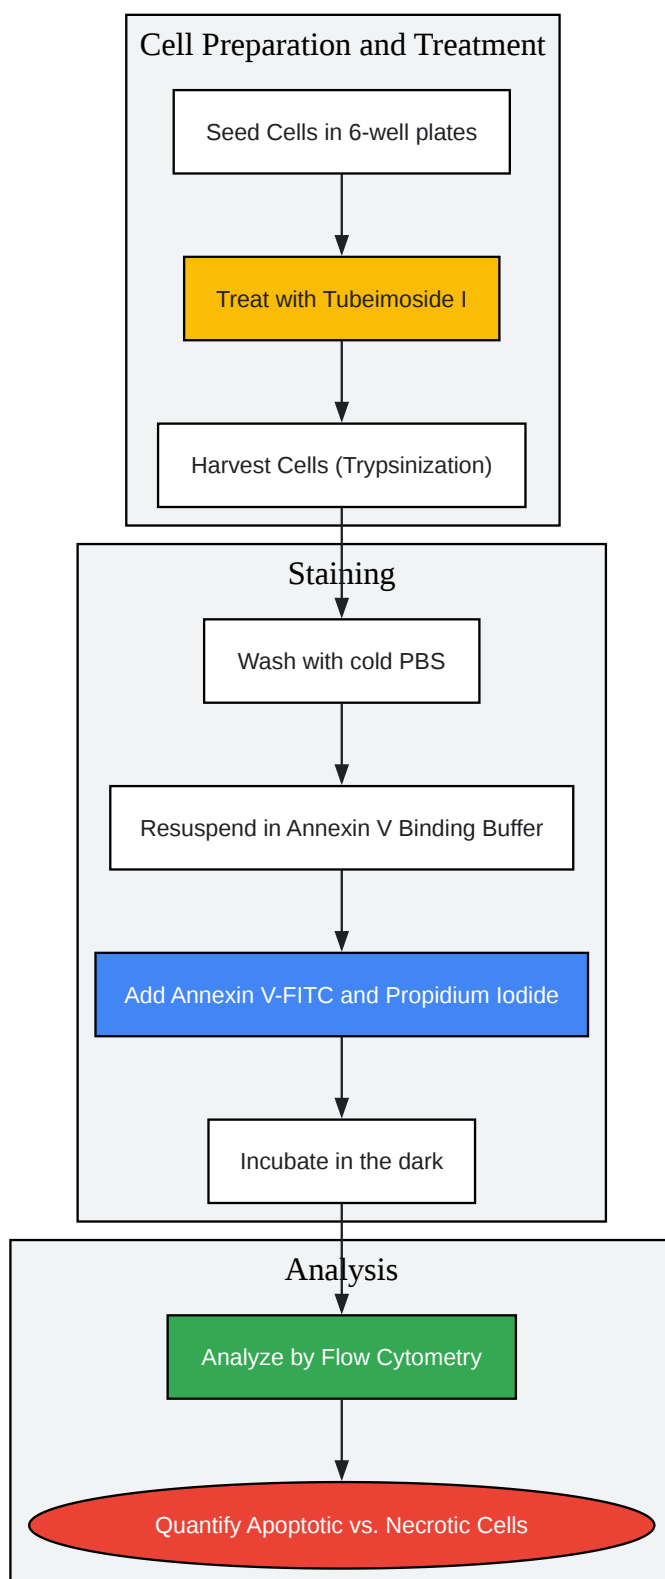 Cell Preparation and Treatment
Seed Cells in 6-well plates
Treat with Tubeimoside I
Harvest Cells (Trypsinization)
Staining
Wash with cold PBS
Resuspend in Annexin V Binding Buffer
Add Annexin V-FITC and Propidium Iodide
Incubate in the dark
Analysis
Analyze by Flow Cytometry
Quantify Apoptotic vs. Necrotic Cells